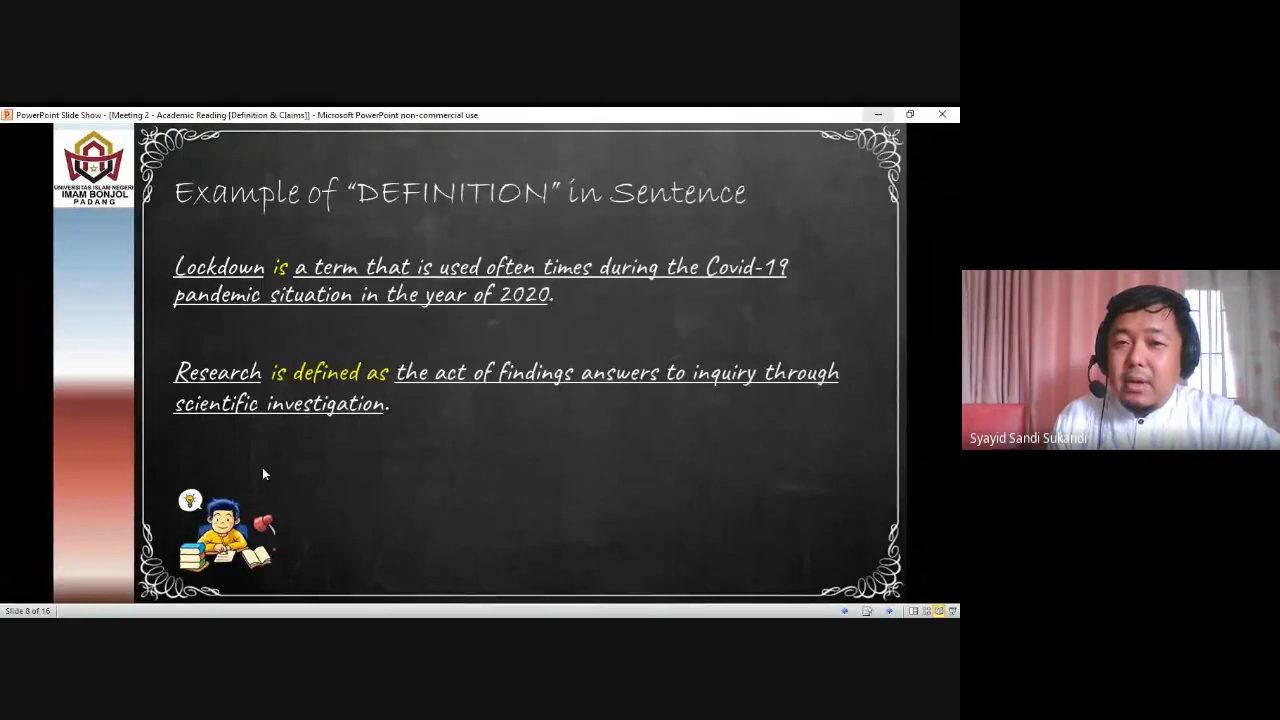 PowerPoint Slide Show - [Meeting 2 - Academic Reading [Definition & Claims]] - Microsoft PowerPoint non-commercial use
UNIVERSITAS ISLAM NEGERI
IMAM BONJOL
PADANG
Example of “DEFINITION” in Sentence
Lockdown is a term that is used often times during the Covid-19
pandemic situation in the year of 2020.
Research is defined as the act of findings answers to inquiry through
scientific investigation.
Syayid Sandi Sukandi
Slide 8 of 16